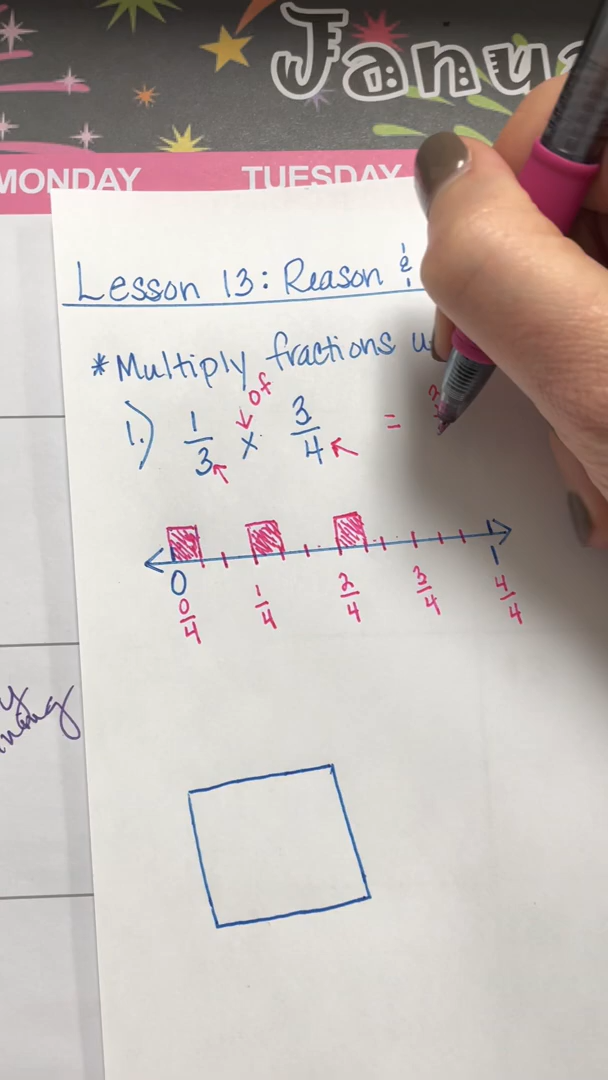 Janu
MONDAY TUESDAY
Lesson 13: Reason &
*Multiply fractions
of
1.) 1/3 x 3/4 =
0 1
0/4 1/4 2/4 3/4 4/4